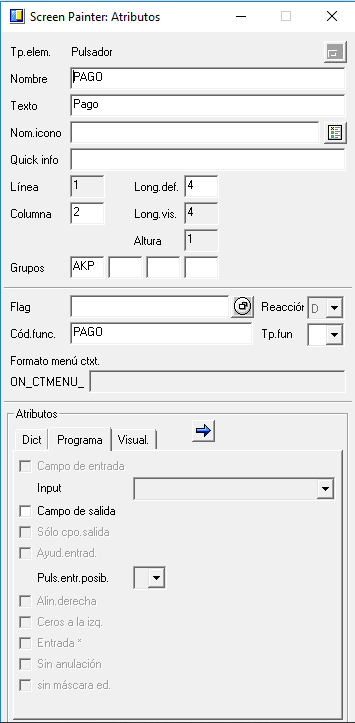 Screen Painter: Atributos
Tp.elem. Pulsador
Nombre PAGO
Texto Pago
Nom.icono
Quick info
Línea 1 Long.def. 4
Columna 2 Long.vis. 4
Altura 1
Grupos AKP
Flag Reacción D
Cód.func. PAGO Tp.fun
Formato menú ctxt.
ON_CTMENU_
Atributos
Dict Programa Visual.
Campo de entrada
Input
Campo de salida
Sólo cpo.salida
Ayud.entrad.
Puls.entr.posib.
Alin.derecha
Ceros a la izq.
Entrada *
Sin anulación
sin máscara ed.